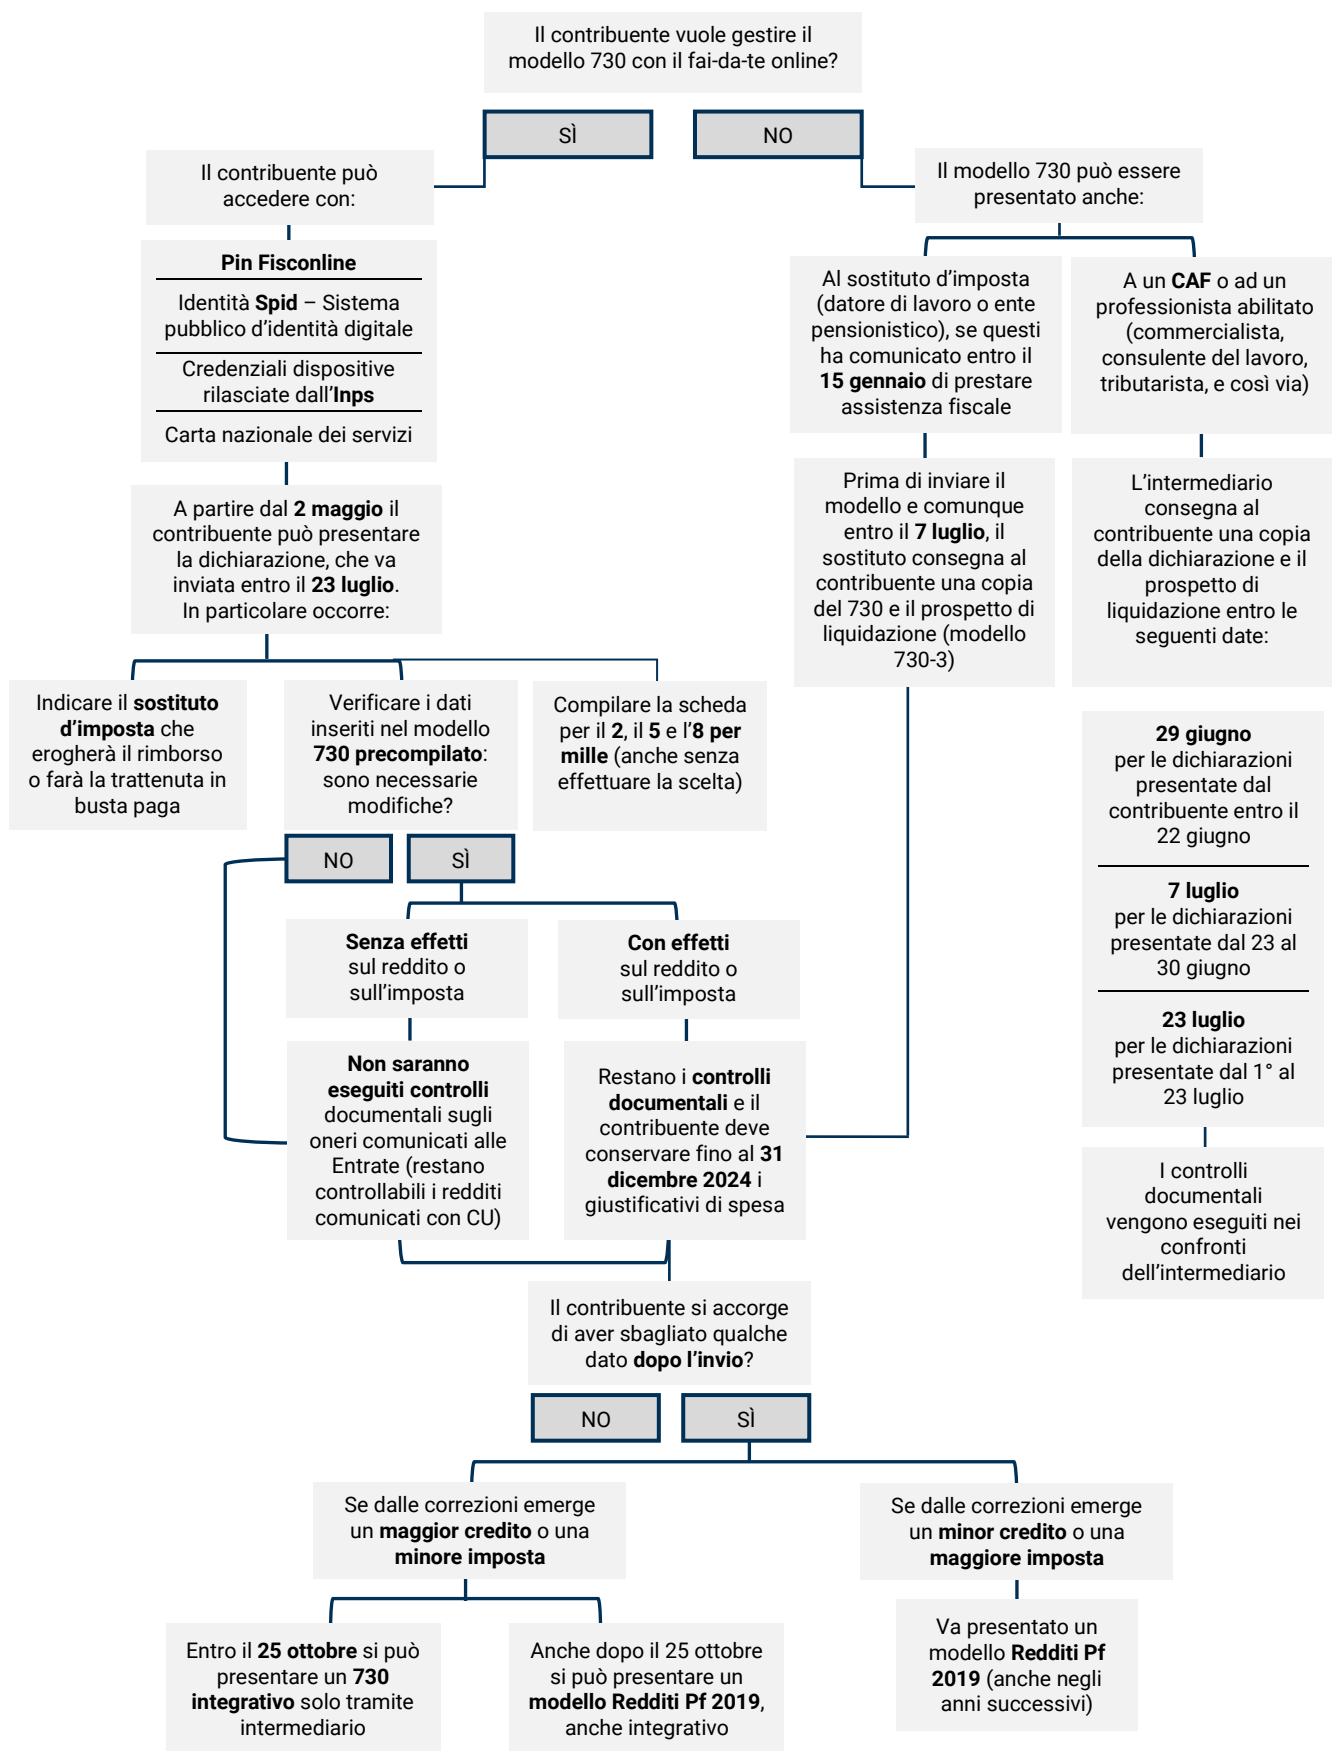 Il contribuente vuole gestire il
modello 730 con il fai-da-te online?
SÌ
NO
Il contribuente può
accedere con:
Pin Fisconline
Identità Spid – Sistema
pubblico d’identità digitale
Credenziali dispositive
rilasciate dall’Inps
Carta nazionale dei servizi
A partire dal 2 maggio il
contribuente può presentare
la dichiarazione, che va
inviata entro il 23 luglio.
In particolare occorre:
Indicare il sostituto
d’imposta che
erogherà il rimborso
o farà la trattenuta in
busta paga
Verificare i dati
inseriti nel modello
730 precompilato:
sono necessarie
modifiche?
Compilare la scheda
per il 2, il 5 e l’8 per
mille (anche senza
effettuare la scelta)
NO
SÌ
Senza effetti
sul reddito o
sull’imposta
Con effetti
sul reddito o
sull’imposta
Non saranno
eseguiti controlli
documentali sugli
oneri comunicati alle
Entrate (restano
controllabili i redditi
comunicati con CU)
Restano i controlli
documentali e il
contribuente deve
conservare fino al 31
dicembre 2024 i
giustificativi di spesa
Il modello 730 può essere
presentato anche:
Al sostituto d’imposta
(datore di lavoro o ente
pensionistico), se questi
ha comunicato entro il
15 gennaio di prestare
assistenza fiscale
Prima di inviare il
modello e comunque
entro il 7 luglio, il
sostituto consegna al
contribuente una copia
del 730 e il prospetto di
liquidazione (modello
730-3)
A un CAF o ad un
professionista abilitato
(commercialista,
consulente del lavoro,
tributarista, e così via)
L’intermediario
consegna al
contribuente una copia
della dichiarazione e il
prospetto di
liquidazione entro le
seguenti date:
29 giugno
per le dichiarazioni
presentate dal
contribuente entro il
22 giugno
7 luglio
per le dichiarazioni
presentate dal 23 al
30 giugno
23 luglio
per le dichiarazioni
presentate dal 1° al
23 luglio
I controlli
documentali
vengono eseguiti nei
confronti
dell’intermediario
Il contribuente si accorge
di aver sbagliato qualche
dato dopo l’invio?
NO
SÌ
Se dalle correzioni emerge
un maggior credito o una
minore imposta
Entro il 25 ottobre si può
presentare un 730
integrativo solo tramite
intermediario
Anche dopo il 25 ottobre
si può presentare un
modello Redditi Pf 2019,
anche integrativo
Se dalle correzioni emerge
un minor credito o una
maggiore imposta
Va presentato un
modello Redditi Pf
2019 (anche negli
anni successivi)